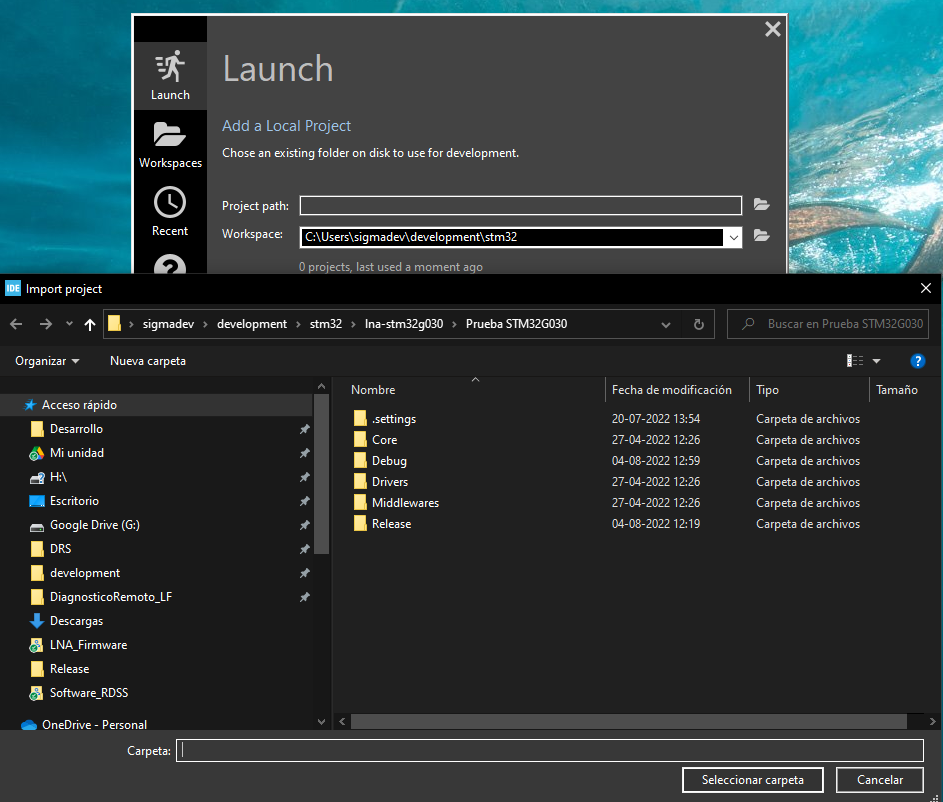 Launch
Launch
Add a Local Project
Chose an existing folder on disk to use for development.
Workspaces
Project path:
Recent
Workspace: C:\Users\sigmadev\development\stm32
0 projects, last used a moment ago
IDE Import project
sigmadev > development > stm32 > lna-stm32g030 > Prueba STM32G030
Buscar en Prueba STM32G030
Organizar Nueva carpeta
Acceso rápido
Desarrollo
Mi unidad
H:\
Escritorio
Google Drive (G:)
DRS
development
DiagnosticoRemoto_LF
Descargas
LNA_Firmware
Release
Software_RDSS
OneDrive - Personal
Nombre Fecha de modificación Tipo Tamaño
.settings 20-07-2022 13:54 Carpeta de archivos
Core 27-04-2022 12:26 Carpeta de archivos
Debug 04-08-2022 12:59 Carpeta de archivos
Drivers 27-04-2022 12:26 Carpeta de archivos
Middlewares 27-04-2022 12:26 Carpeta de archivos
Release 04-08-2022 12:19 Carpeta de archivos
Carpeta:
Seleccionar carpeta Cancelar